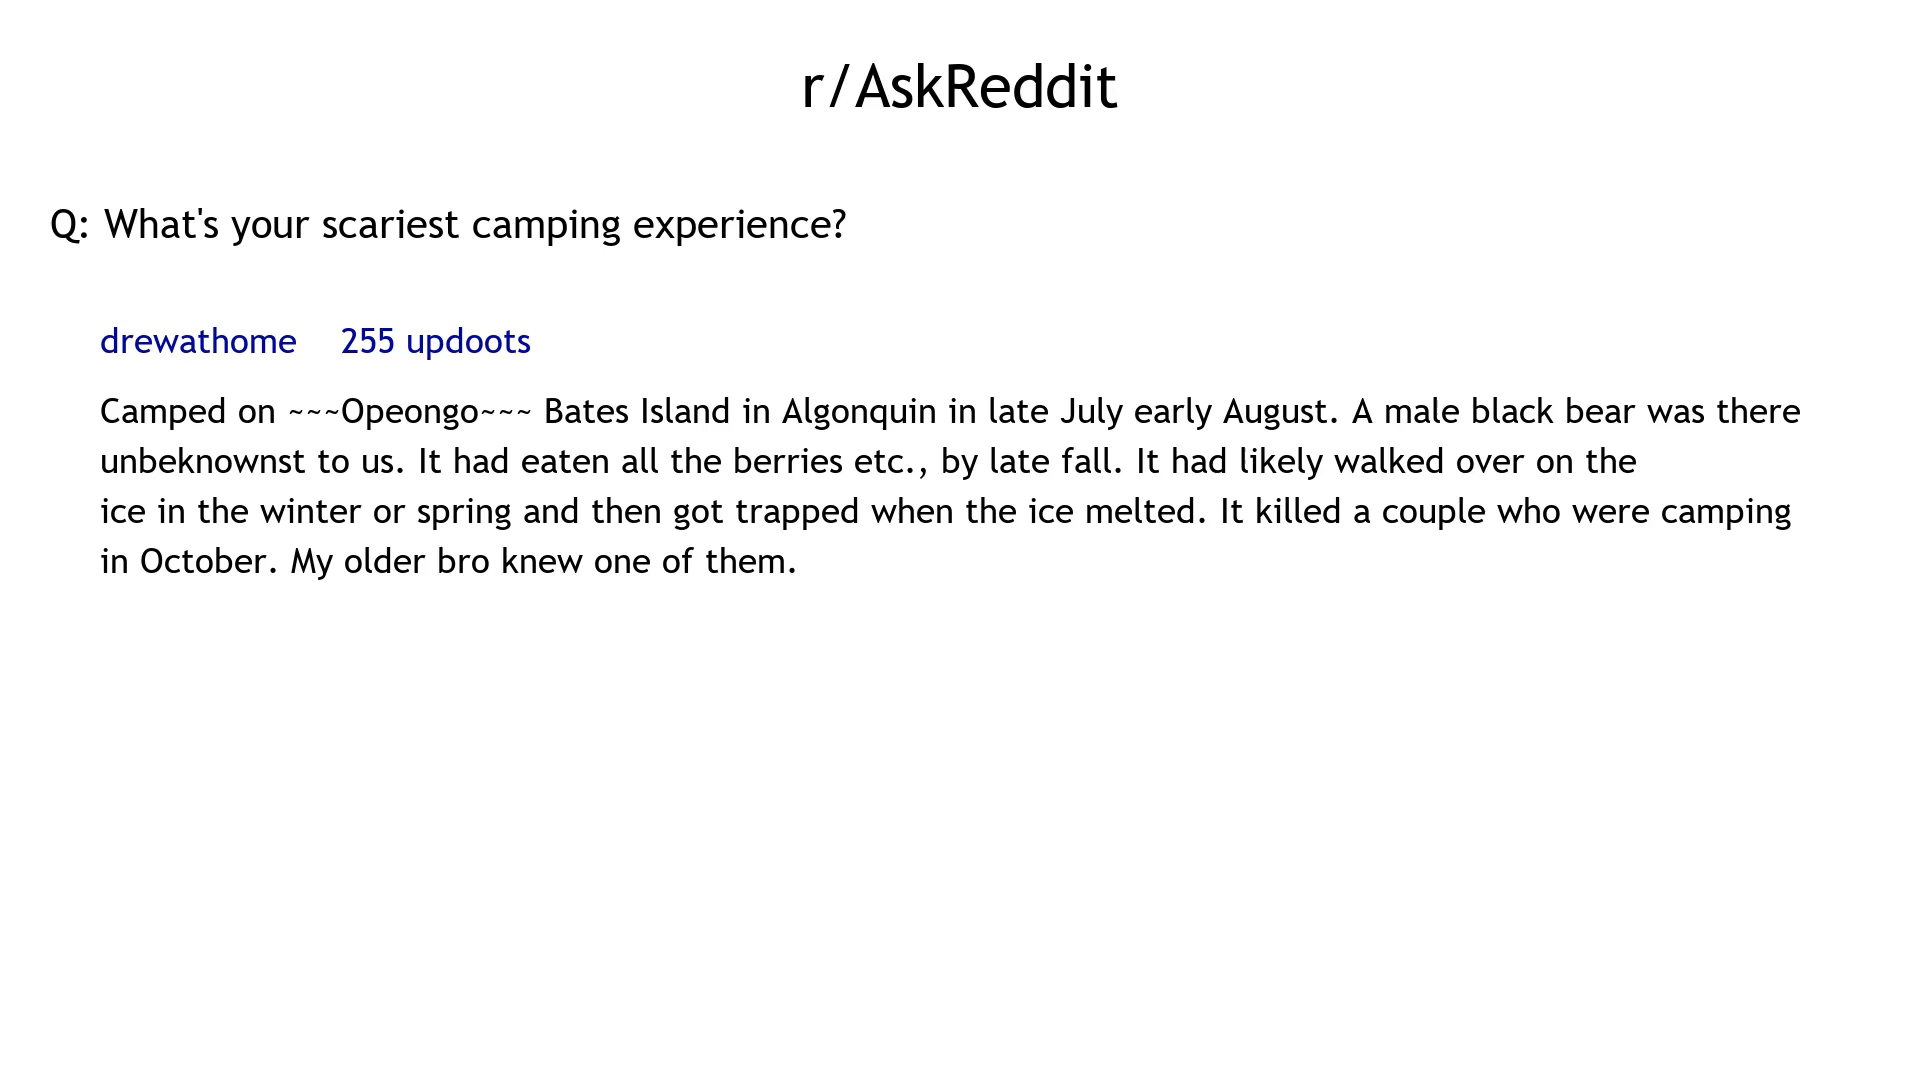 r/AskReddit
Q: What's your scariest camping experience?
drewathome 255 updoots
Camped on ~~~Opeongo~~~ Bates Island in Algonquin in late July early August. A male black bear was there
unbeknownst to us. It had eaten all the berries etc., by late fall. It had likely walked over on the
ice in the winter or spring and then got trapped when the ice melted. It killed a couple who were camping
in October. My older bro knew one of them.